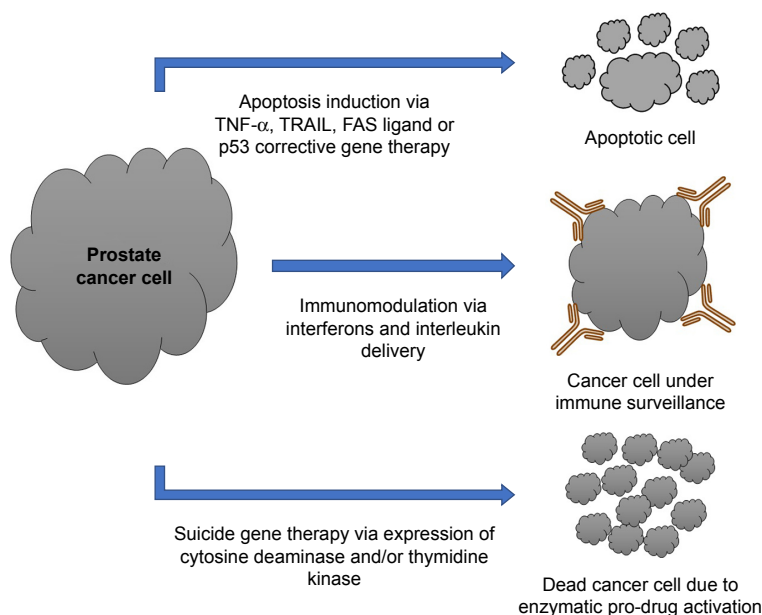 Apoptosis induction via
TNF-α, TRAIL, FAS ligand or
p53 corrective gene therapy
Apoptotic cell
Prostate
cancer cell
Immunomodulation via
interferons and interleukin
delivery
Cancer cell under
immune surveillance
Suicide gene therapy via expression of
cytosine deaminase and/or thymidine
kinase
Dead cancer cell due to
enzymatic pro-drug activation